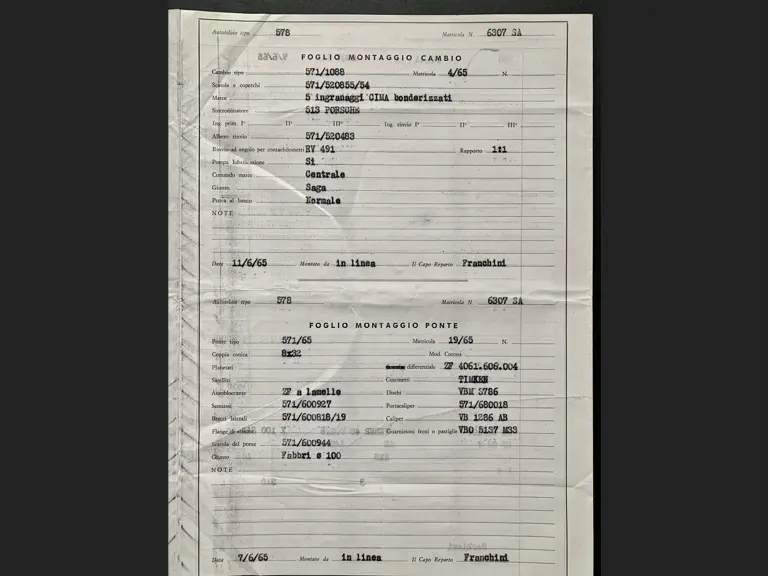 Autotelaio tipo 578 Matricola N. 6307 SA
FOGLIO MONTAGGIO CAMBIO
Cambio tipo 571/1088 Matricola 4/65 N.
Scatola e coperchi 571/520855/54
Marce 5 ingranaggi CIMA bonderizzati
Sincronizzatore 513 PORSCHE
Ing. prim. I° II° III° Ing. rinvio I° II° III°
Albero rinvio 571/520483
Rinvio ad angolo per contachilometri RV 491 Rapporto 1:1
Pompa lubrificazione Si
Comando marce Centrale
Giunto Saga
Prova al banco Normale
NOTE
Data 11/6/65 Montato da in linea Il Capo Reparto Franchini
Autotelaio tipo 578 Matricola N. 6307 SA
FOGLIO MONTAGGIO PONTE
Ponte tipo 571/65 Matricola 19/65 N.
Coppia conica 8x32 Mod. Corona
Planetari differenziale ZF 4061.606.004
Satelliti Cuscinetti TIMKEN
Autobloccante ZF a lamelle Dischi VBM 3786
Semiassi 571/600927 Portacaliper 571/680018
Bracci laterali 571/600818/19 Caliper VB 1286 AB
Flange di attacco Guarnizioni freni o pastiglie VBO 5137 M33
Scatola del ponte 571/600944
Giunto Fabbri ø 100
NOTE
Data 7/6/65 Montato da in linea Il Capo Reparto Franchini